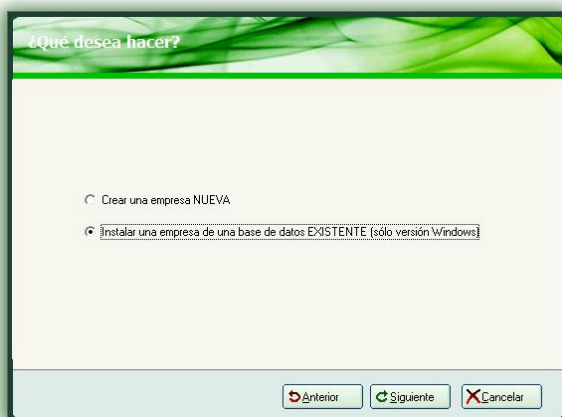 ¿Qué desea hacer?
Crear una empresa NUEVA
Instalar una empresa de una base de datos EXISTENTE (sólo versión Windows)
Anterior
Siguiente
Cancelar